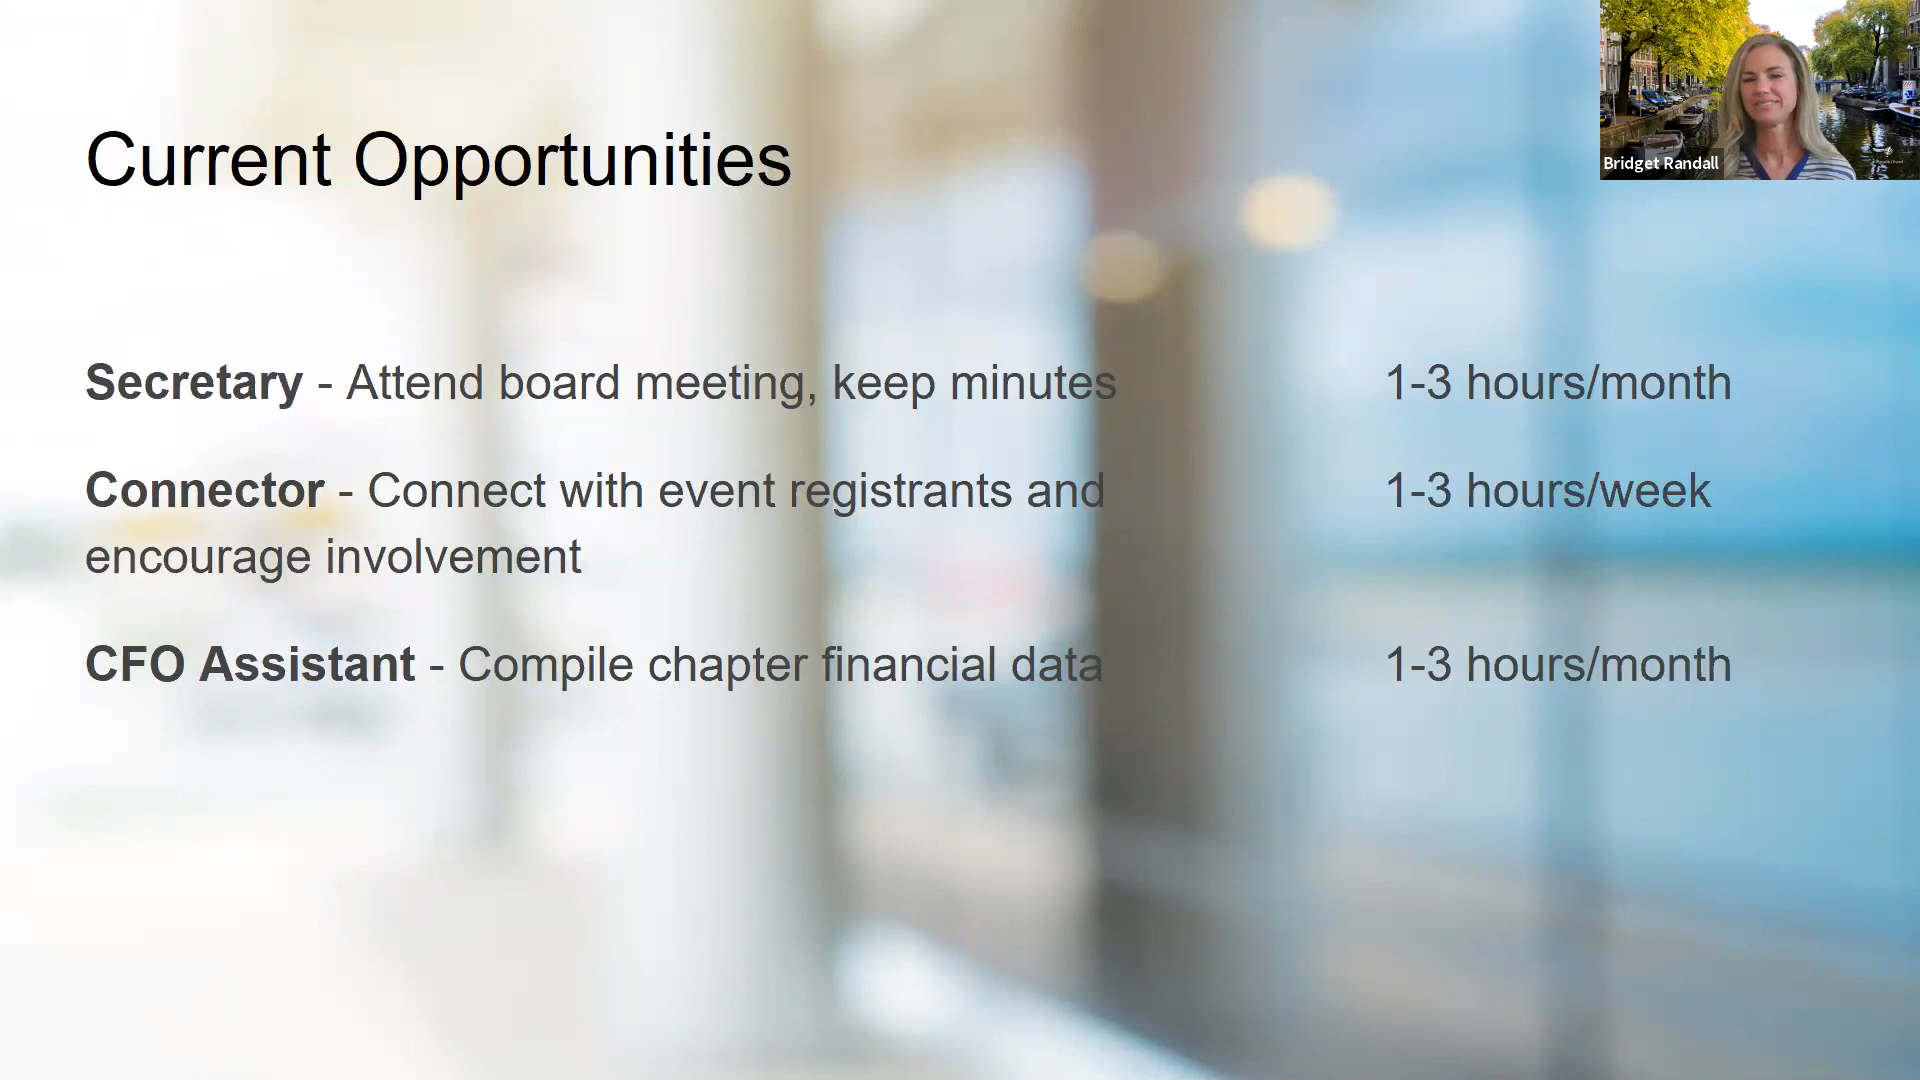 Current Opportunities
Bridget Randall
Secretary - Attend board meeting, keep minutes 1-3 hours/month
Connector - Connect with event registrants and 1-3 hours/week
encourage involvement
CFO Assistant - Compile chapter financial data 1-3 hours/month